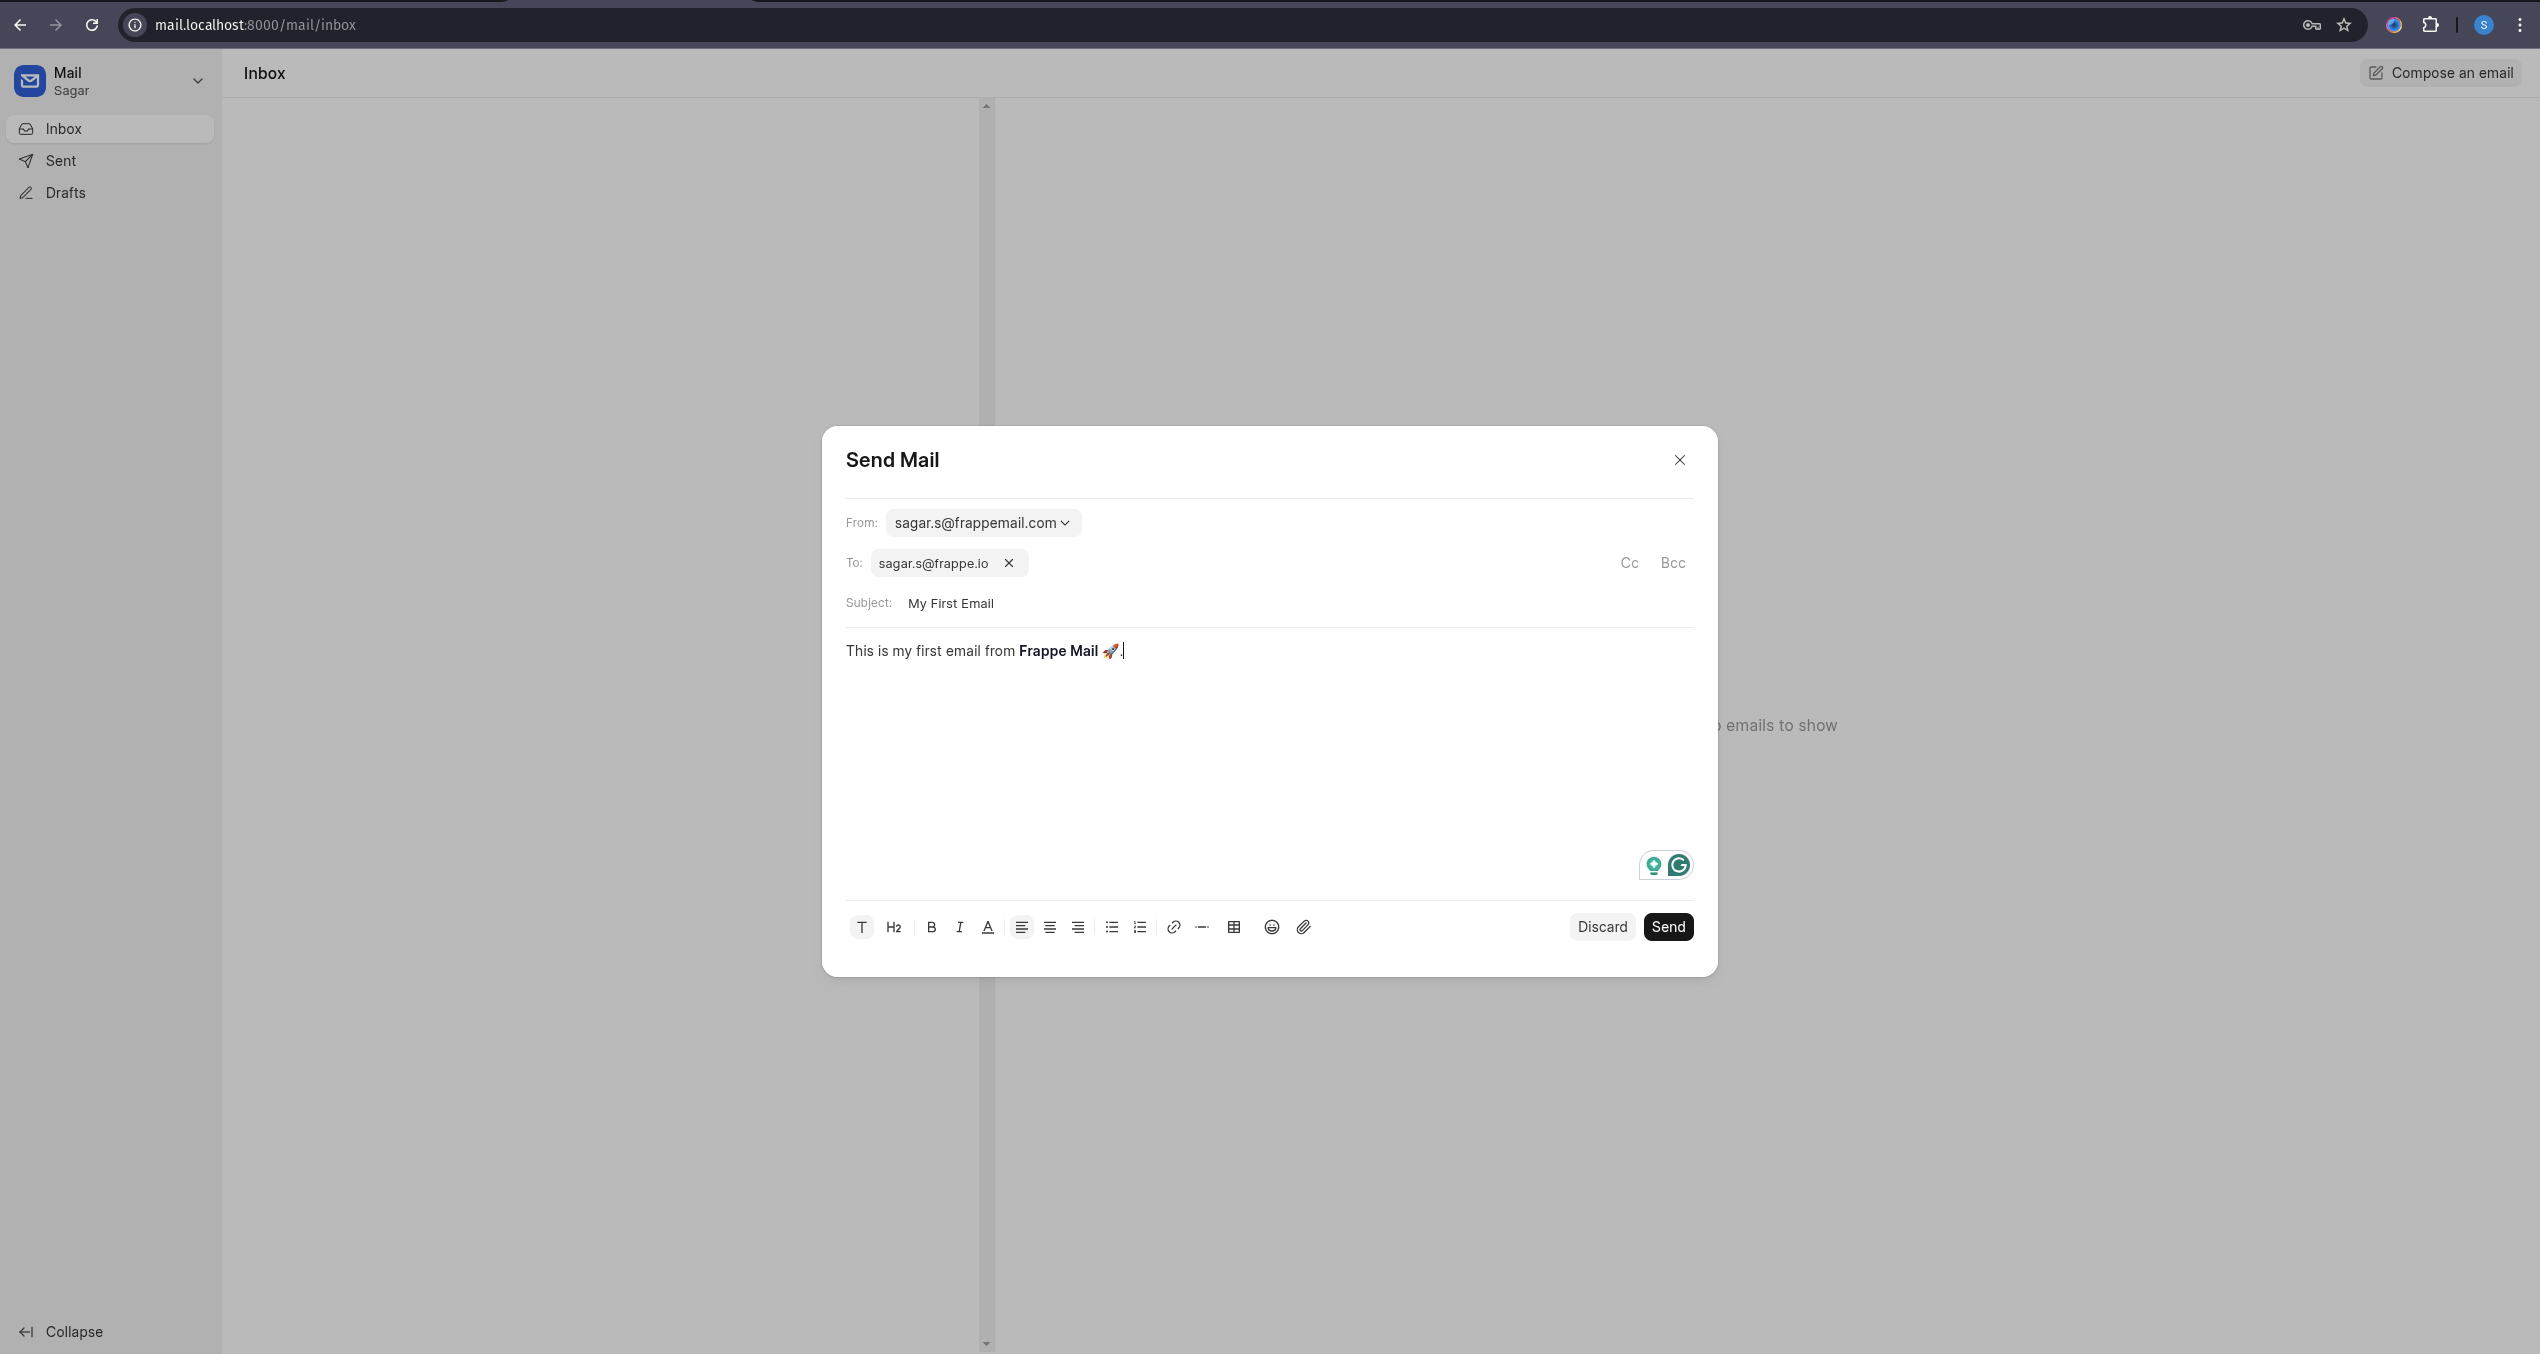 mail.localhost:8000/mail/inbox
S
Mail
Sagar
Inbox
Compose an email
Inbox
Sent
Drafts
Send Mail
From: sagar.s@frappemail.com
To: sagar.s@frappe.io
Cc Bcc
Subject: My First Email
This is my first email from Frappe Mail 🚀.
emails to show
T H2 B I A
Discard Send
Collapse